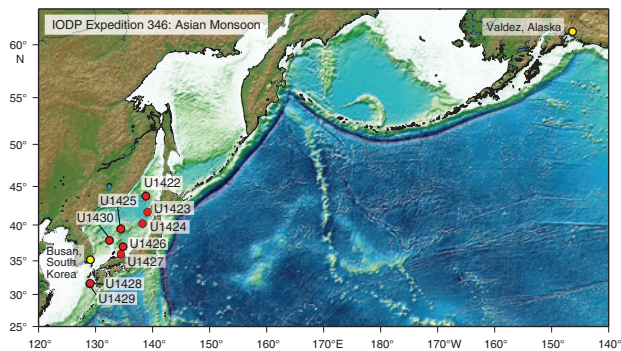 IODP Expedition 346: Asian Monsoon
Valdez, Alaska
60°
N
55°
50°
45°
40°
35°
30°
25°
U1422
U1425
U1423
U1430
U1424
U1426
Busan,
South
Korea
U1427
U1428
U1429
120°
130°
140°
150°
160°
170°E
180°
170°W
160°
150°
140°